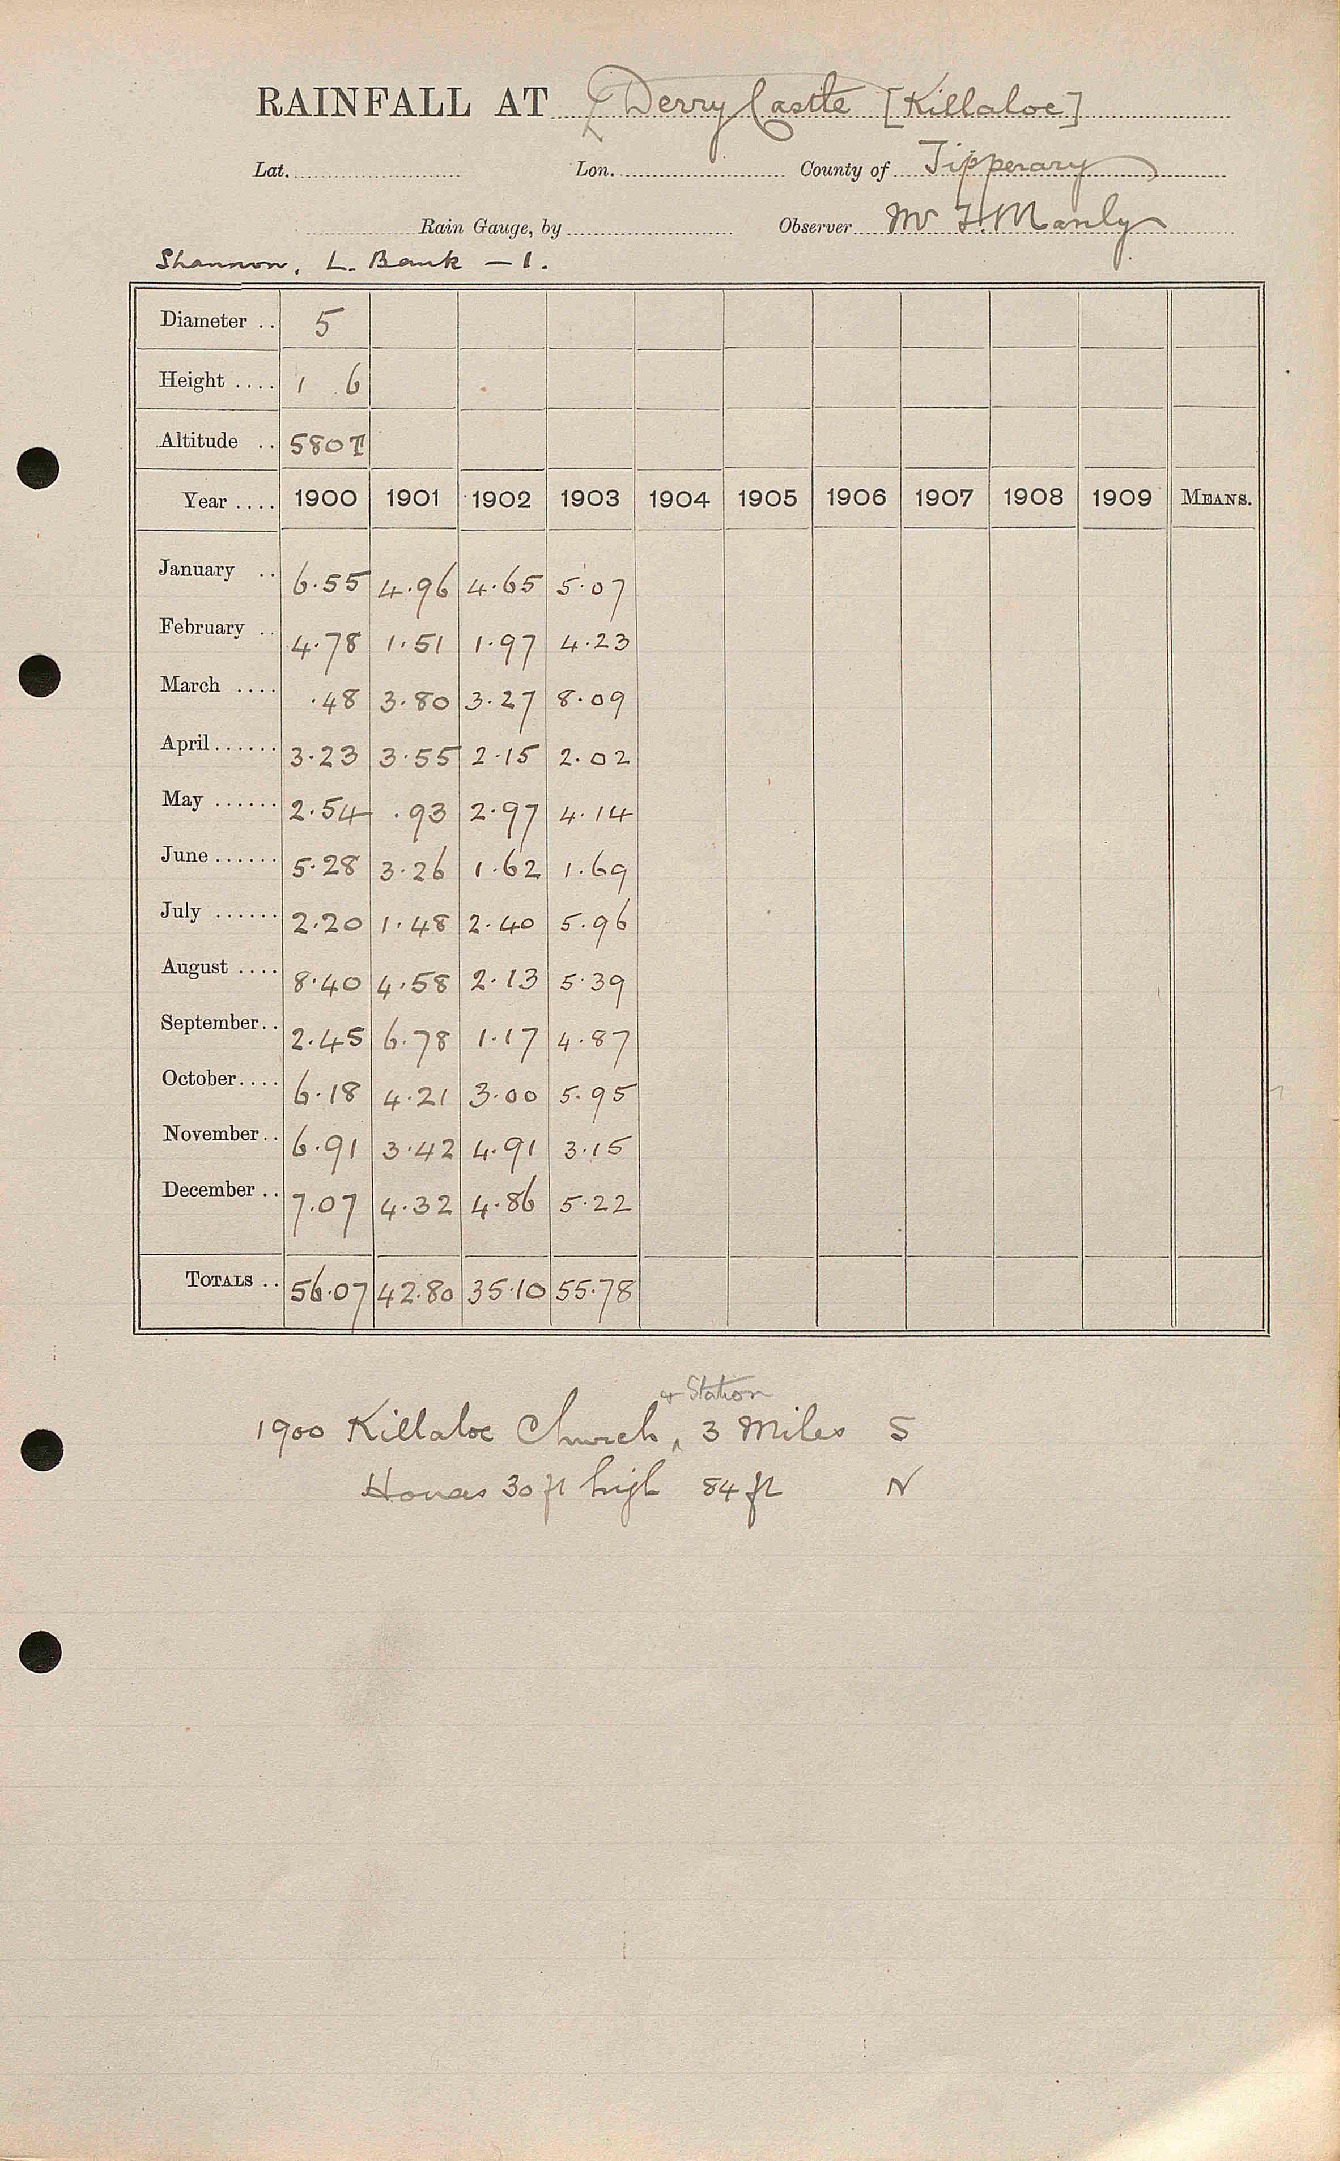 RAINFALL AT Derry Castle [Killaloe]
Lat. Lon. County of Tipperary
Rain Gauge, by Observer Mr F. Manly
Shannon, L. Bank – 1.
Diameter .. 5
Height .... 1 6
Altitude .. 580 T
Year .... 1900 1901 1902 1903 1904 1905 1906 1907 1908 1909 MEANS.
January .. 6.55 4.96 4.65 5.07
February .. 4.78 1.51 1.97 4.23
March .... .48 3.80 3.27 8.09
April ...... 3.23 3.55 2.15 2.02
May ...... 2.54 .93 2.97 4.14
June ...... 5.28 3.26 1.62 1.69
July ...... 2.20 1.48 2.40 5.96
August .... 8.40 4.58 2.13 5.39
September .. 2.45 6.78 1.17 4.87
October .... 6.18 4.21 3.00 5.95
November .. 6.91 3.42 4.91 3.15
December .. 7.07 4.32 4.86 5.22
TOTALS .. 56.07 42.80 35.10 55.78
& Station
1900 Killaloe Church, 3 Miles S
Houses 30 ft high 84 ft N